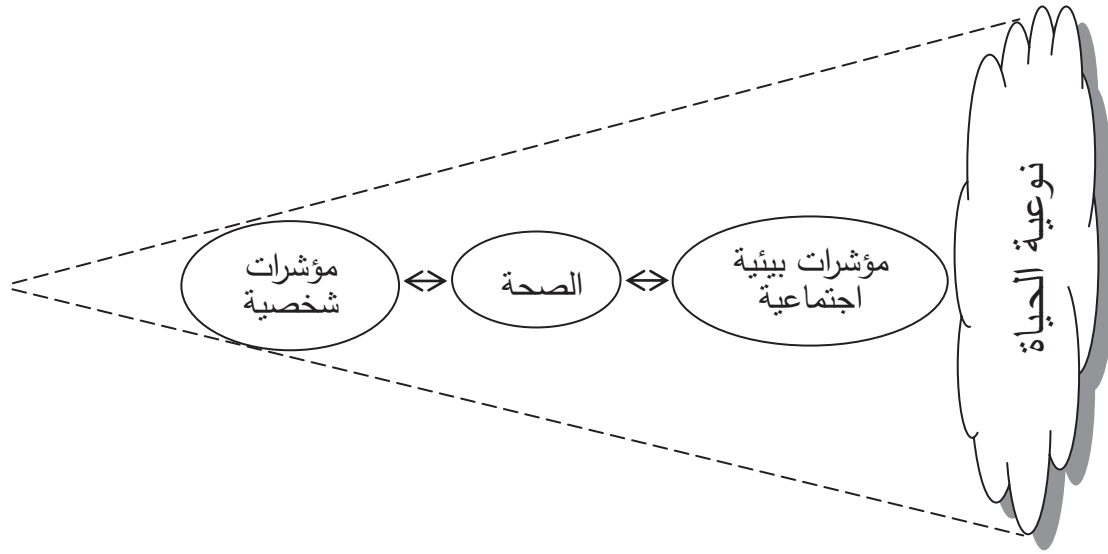 نوعية الحياة
مؤشرات بيئية
اجتماعية
الصحة
مؤشرات
شخصية